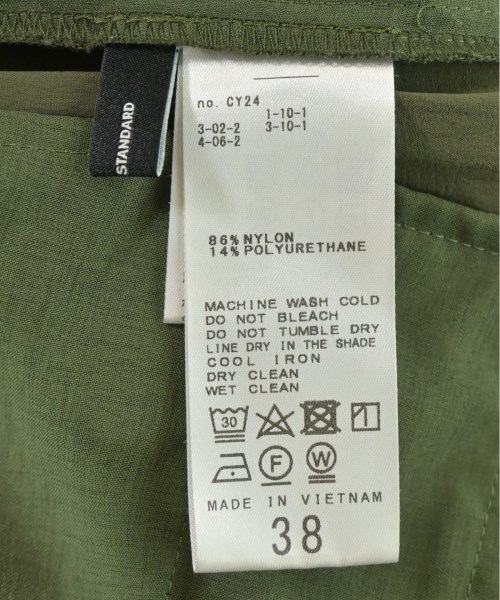 STANDARD
no. CY24
1-10-1
3-02-2 3-10-1
4-06-2
86% NYLON
14% POLYURETHANE
MACHINE WASH COLD
DO NOT BLEACH
DO NOT TUMBLE DRY
LINE DRY IN THE SHADE
COOL IRON
DRY CLEAN
WET CLEAN
30
F W
MADE IN VIETNAM
38